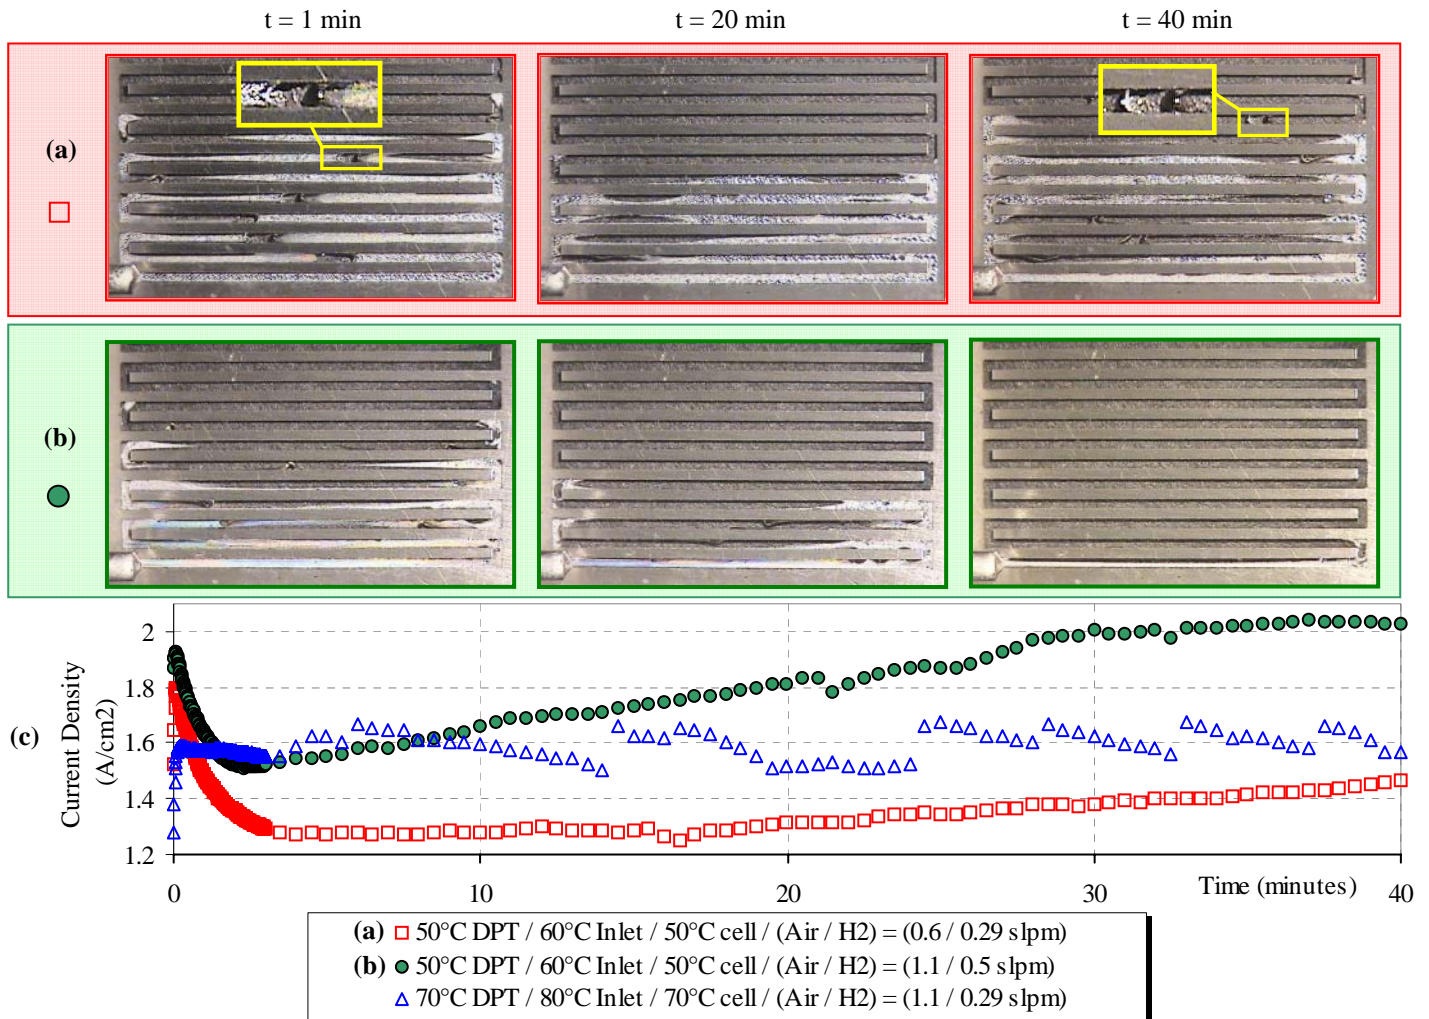 t = 1 min t = 20 min t = 40 min
(a)
(b)
(c)
Current Density
(A/cm2)
2
1.8
1.6
1.4
1.2
0 10 20 30 40
Time (minutes)
(a) 50°C DPT / 60°C Inlet / 50°C cell / (Air / H2) = (0.6 / 0.29 slpm)
(b) 50°C DPT / 60°C Inlet / 50°C cell / (Air / H2) = (1.1 / 0.5 slpm)
70°C DPT / 80°C Inlet / 70°C cell / (Air / H2) = (1.1 / 0.29 slpm)